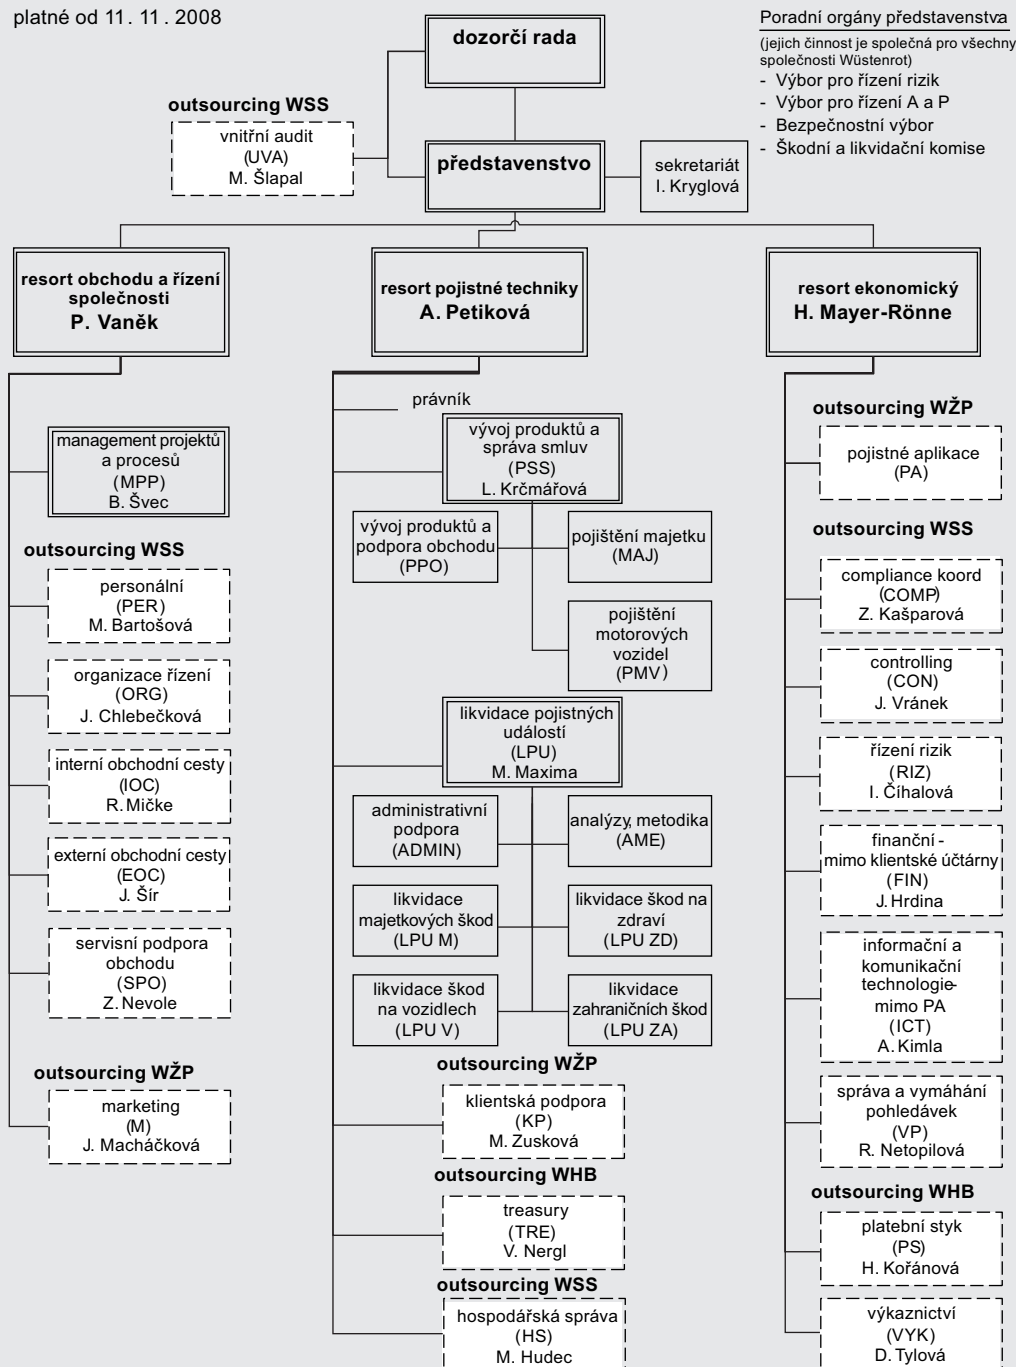 platné od 11. 11. 2008
Poradní orgány představenstva
(jejich činnost je společná pro všechny
společnosti Wüstenrot)
- Výbor pro řízení rizik
- Výbor pro řízení A a P
- Bezpečnostní výbor
- Škodní a likvidační komise
dozorčí rada
outsourcing WSS
vnitřní audit
(UVA)
M. Šlapal
představenstvo
sekretariát
I. Kryglová
resort obchodu a řízení
společnosti
P. Vaněk
resort pojistné techniky
A. Petiková
resort ekonomický
H. Mayer-Rönne
management projektů
a procesů
(MPP)
B. Švec
outsourcing WSS
personální
(PER)
M. Bartošová
organizace řízení
(ORG)
J. Chlebečková
interní obchodní cesty
(IOC)
R. Mičke
externí obchodní cesty
(EOC)
J. Šír
servisní podpora
obchodu
(SPO)
Z. Nevole
outsourcing WŽP
marketing
(M)
J. Macháčková
právník
vývoj produktů a
správa smluv
(PSS)
L. Krčmářová
vývoj produktů a
podpora obchodu
(PPO)
pojištění majetku
(MAJ)
pojištění
motorových
vozidel
(PMV)
likvidace pojistných
událostí
(LPU)
M. Maxima
administrativní
podpora
(ADMIN)
analýzy, metodika
(AME)
likvidace
majetkových škod
(LPU M)
likvidace škod na
zdraví
(LPU ZD)
likvidace škod
na vozidlech
(LPU V)
likvidace
zahraničních škod
(LPU ZA)
outsourcing WŽP
klientská podpora
(KP)
M. Zusková
outsourcing WHB
treasury
(TRE)
V. Nergl
outsourcing WSS
hospodářská správa
(HS)
M. Hudec
outsourcing WŽP
pojistné aplikace
(PA)
outsourcing WSS
compliance koord
(COMP)
Z. Kašparová
controlling
(CON)
J. Vránek
řízení rizik
(RIZ)
I. Číhalová
finanční -
mimo klientské účtárny
(FIN)
J. Hrdina
informační a
komunikační
technologie-
mimo PA
(ICT)
A. Kimla
správa a vymáhání
pohledávek
(VP)
R. Netopilová
outsourcing WHB
platební styk
(PS)
H. Kořánová
výkaznictví
(VYK)
D. Tylová